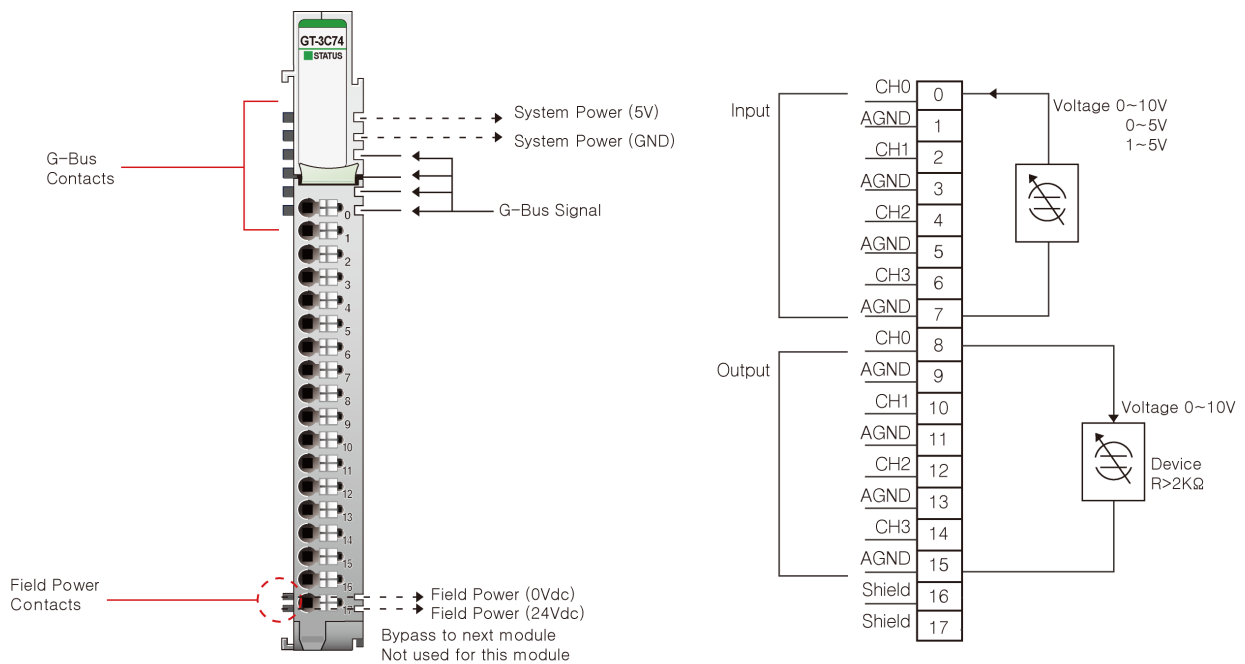 GT-3C74
STATUS
System Power (5V)
System Power (GND)
G-Bus
Contacts
G-Bus Signal
0
1
2
3
4
5
6
7
8
9
10
11
12
13
14
15
16
17
Field Power
Contacts
Field Power (0Vdc)
Field Power (24Vdc)
Bypass to next module
Not used for this module
Input
CH0 0
AGND 1
CH1 2
AGND 3
CH2 4
AGND 5
CH3 6
AGND 7
Voltage 0~10V
0~5V
1~5V
Output
CH0 8
AGND 9
CH1 10
AGND 11
CH2 12
AGND 13
CH3 14
AGND 15
Shield 16
Shield 17
Voltage 0~10V
Device
R>2KΩ